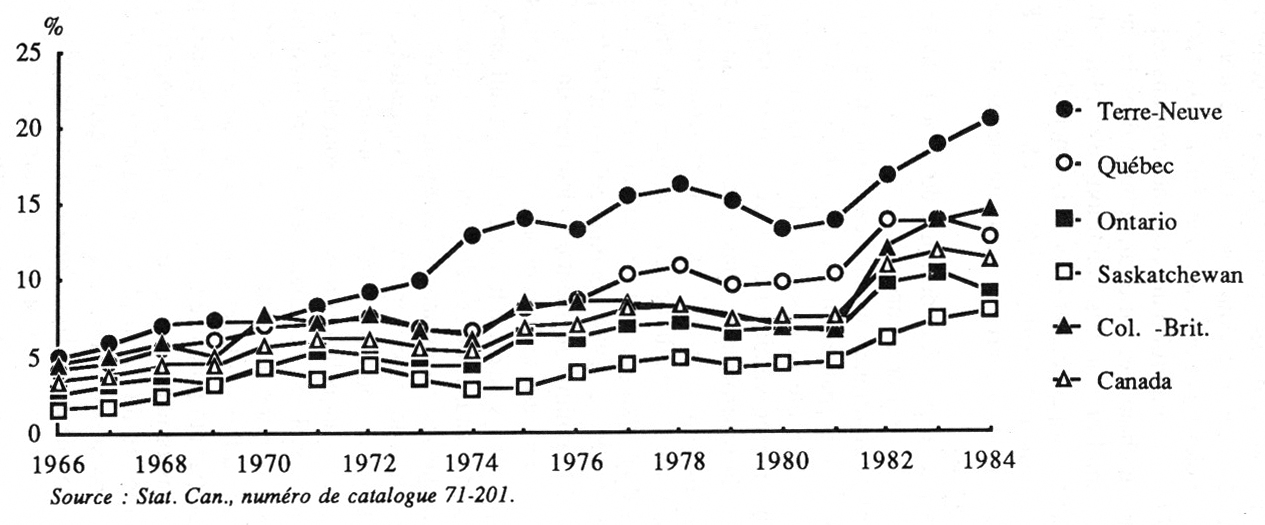 %
25
20
15
10
5
0
1966 1968 1970 1972 1974 1976 1978 1980 1982 1984
Terre-Neuve
Québec
Ontario
Saskatchewan
Col. -Brit.
Canada
Source : Stat. Can., numéro de catalogue 71-201.